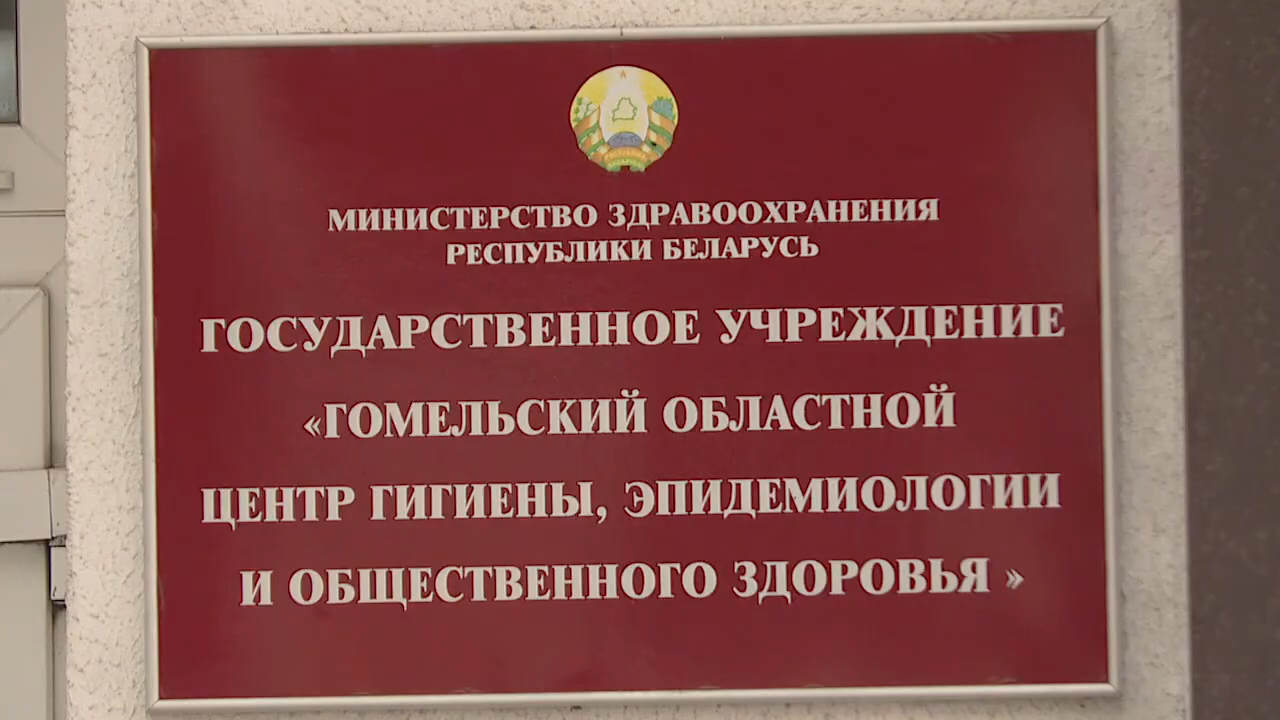 МИНИСТЕРСТВО ЗДРАВООХРАНЕНИЯ
РЕСПУБЛИКИ БЕЛАРУСЬ
ГОСУДАРСТВЕННОЕ УЧРЕЖДЕНИЕ
«ГОМЕЛЬСКИЙ ОБЛАСТНОЙ
ЦЕНТР ГИГИЕНЫ, ЭПИДЕМИОЛОГИИ
И ОБЩЕСТВЕННОГО ЗДОРОВЬЯ »